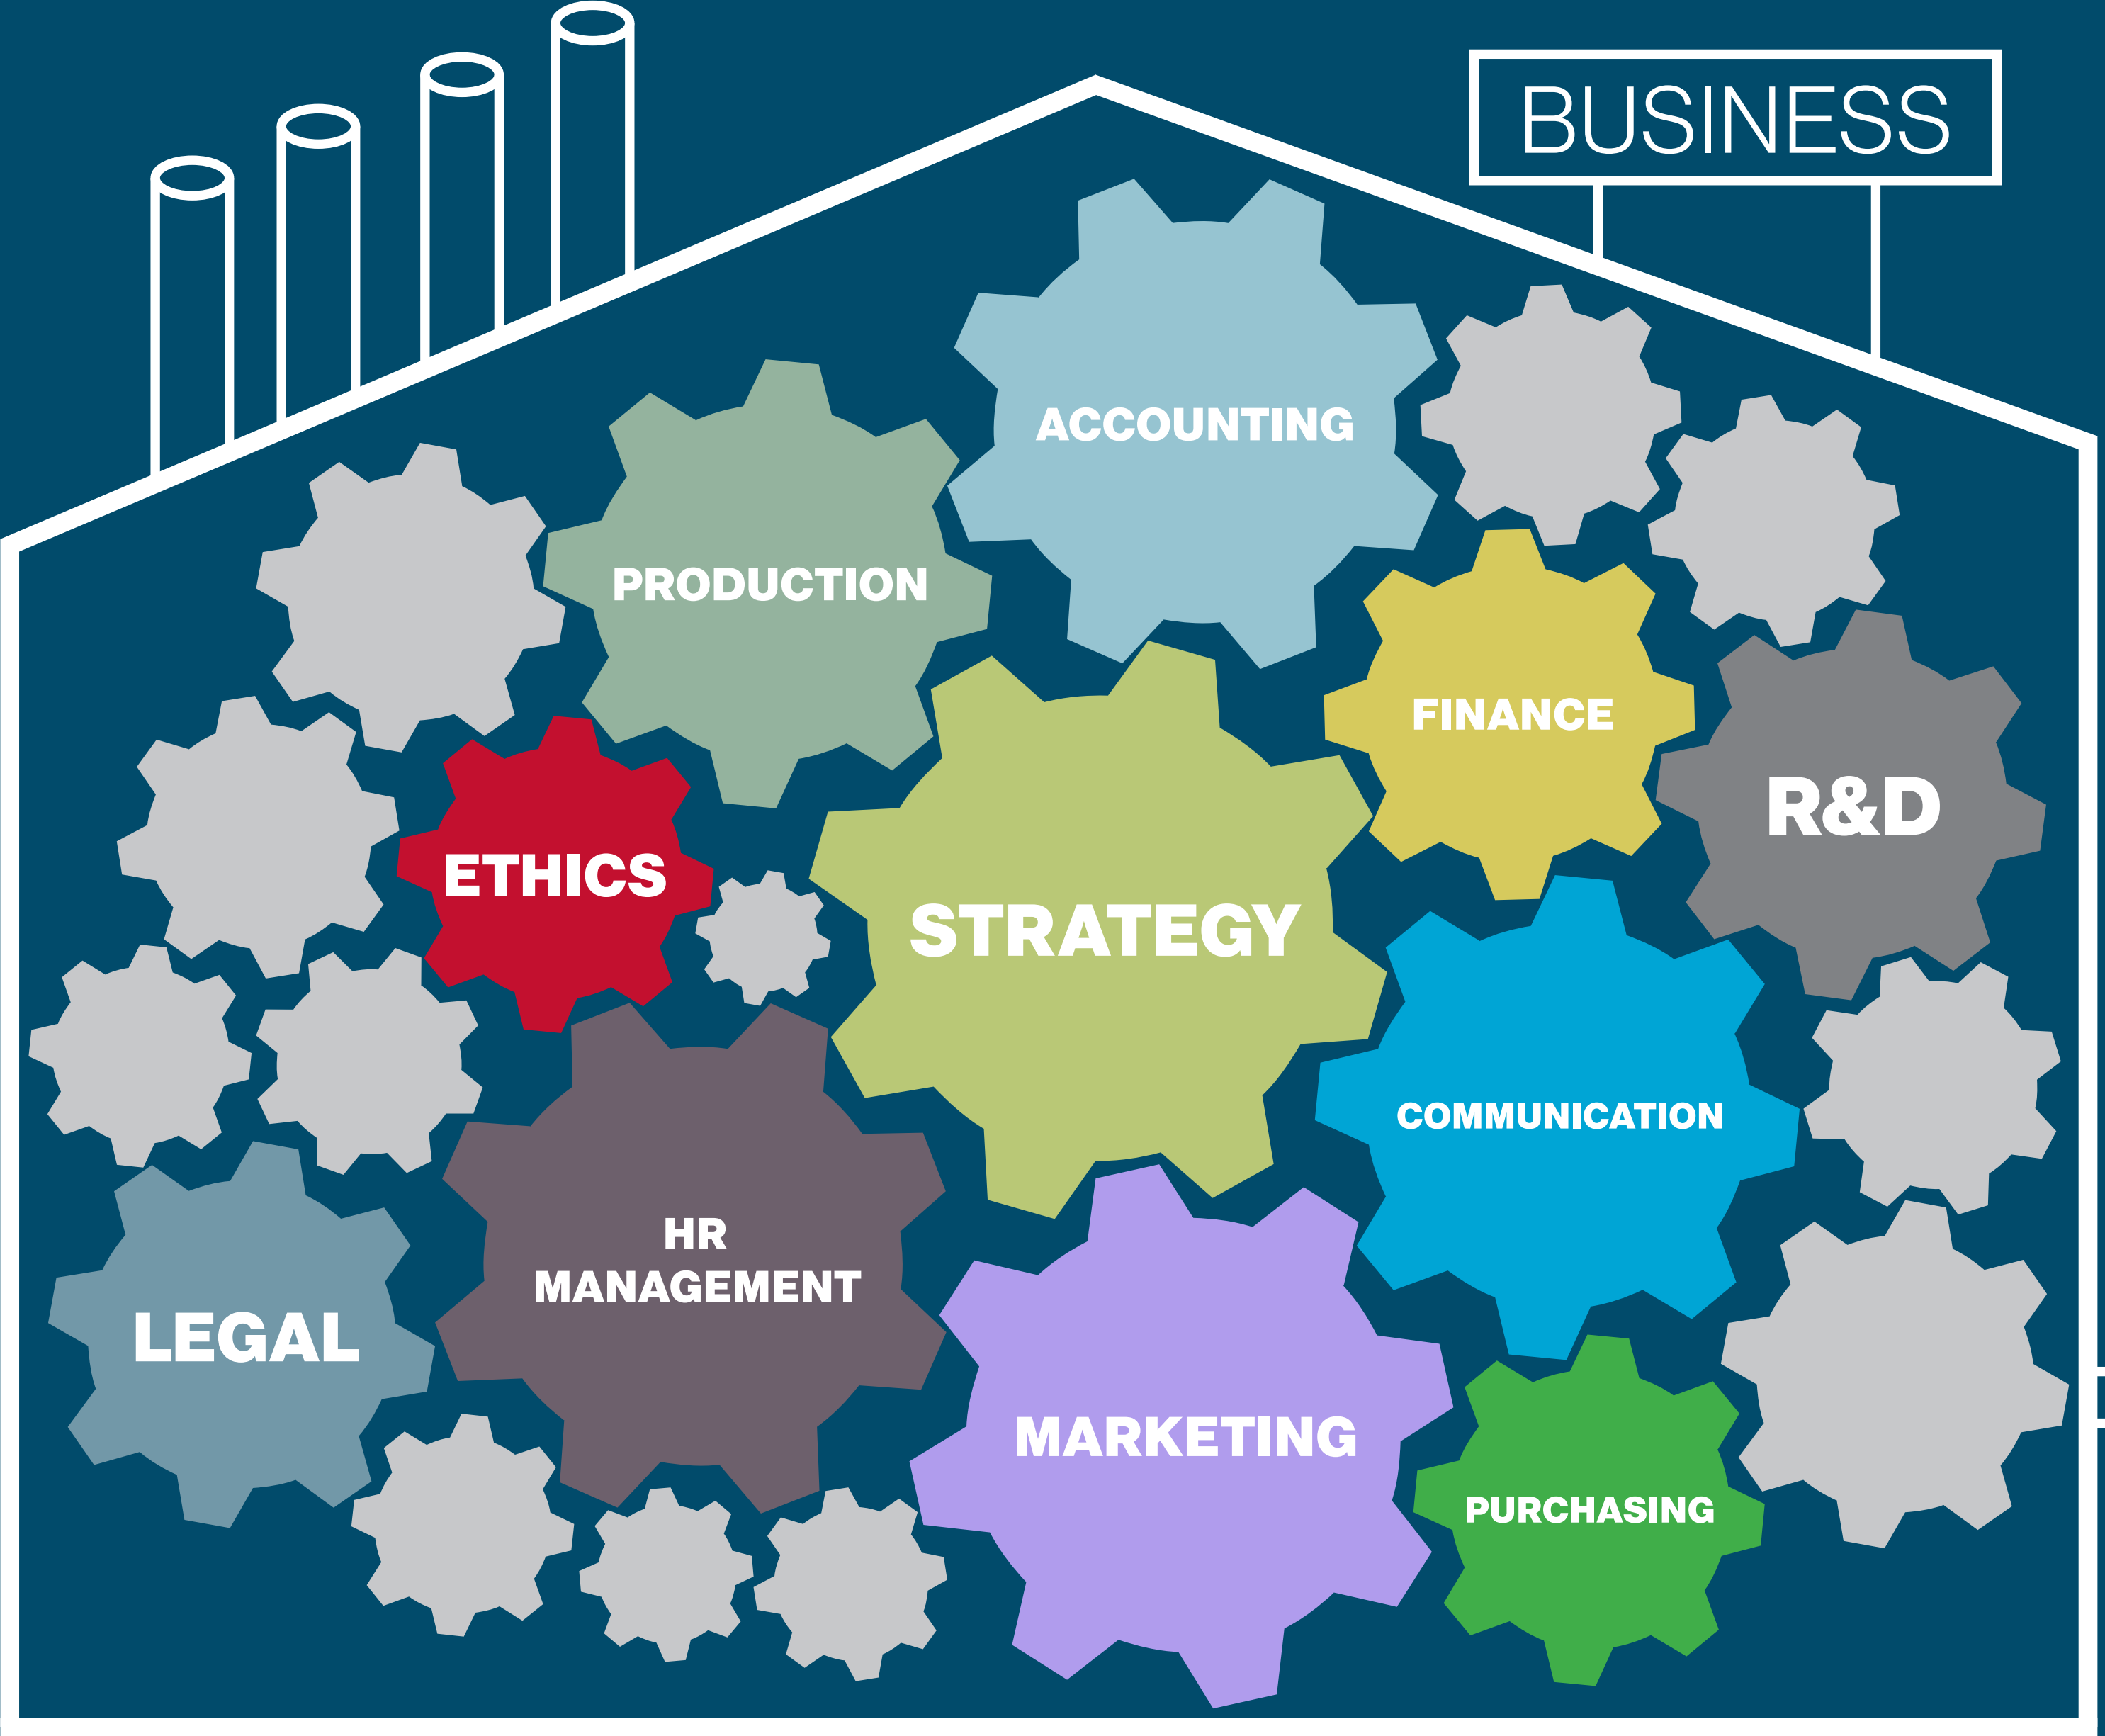 BUSINESS
ACCOUNTING
PRODUCTION
FINANCE
R&D
ETHICS
STRATEGY
COMMUNICATION
HR
MANAGEMENT
LEGAL
MARKETING
PURCHASING